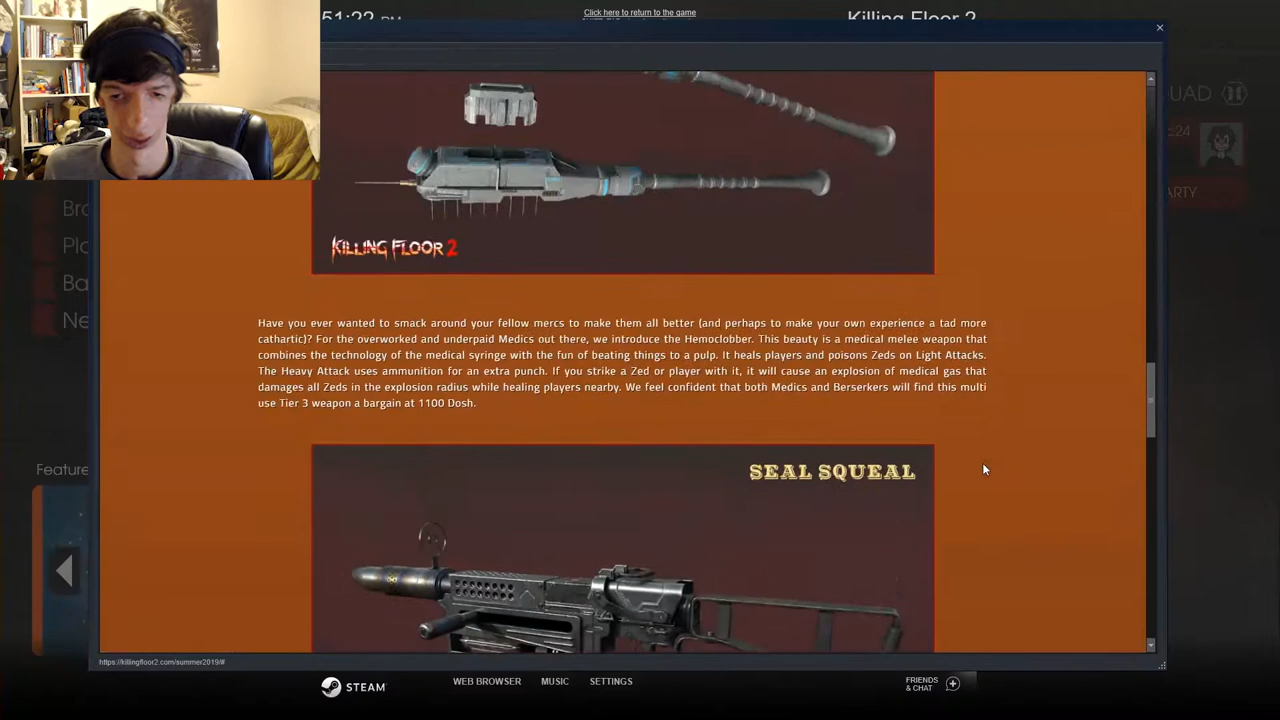 51:22 PM
Click here to return to the game
Killing Floor 2
UAD
:24
ARTY
Bro
Pla
Ba
Ne
KILLING FLOOR 2
Have you ever wanted to smack around your fellow mercs to make them all better (and perhaps to make your own experience a tad more
cathartic)? For the overworked and underpaid Medics out there, we introduce the Hemoclobber. This beauty is a medical melee weapon that
combines the technology of the medical syringe with the fun of beating things to a pulp. It heals players and poisons Zeds on Light Attacks.
The Heavy Attack uses ammunition for an extra punch. If you strike a Zed or player with it, it will cause an explosion of medical gas that
damages all Zeds in the explosion radius while healing players nearby. We feel confident that both Medics and Berserkers will find this multi
use Tier 3 weapon a bargain at 1100 Dosh.
SEAL SQUEAL
Feature
https://killingfloor2.com/summer2019/#
STEAM
WEB BROWSER
MUSIC
SETTINGS
FRIENDS
& CHAT